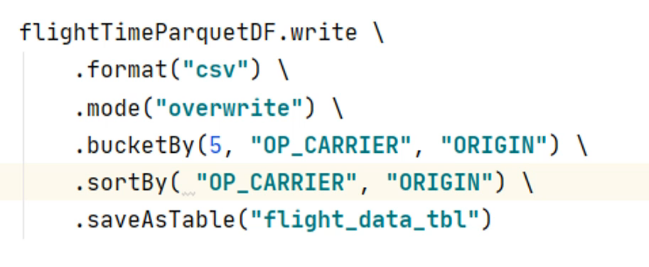 flightTimeParquetDF.write \
.format("csv") \
.mode("overwrite") \
.bucketBy(5, "OP_CARRIER", "ORIGIN") \
.sortBy( "OP_CARRIER", "ORIGIN") \
.saveAsTable("flight_data_tbl")